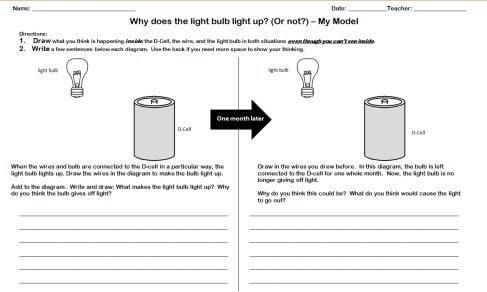 Name: ____________________ Date: __________Teacher: ______________
Why does the light bulb light up? (Or not?) – My Model
Directions:
1. Draw what you think is happening inside the D-Cell, the wire, and the light bulb in both situations even though you can't see inside.
2. Write a few sentences below each diagram. Use the back if you need more space to show your thinking.
light bulb
D-Cell
One month later
light bulb
D-Cell
When the wires and bulb are connected to the D-cell in a particular way, the
light bulb lights up. Draw the wires in the diagram to make the bulb light up.
Add to the diagram. Write and draw: What makes the light bulb light up? Why
do you think the bulb gives off light?
Draw in the wires you drew before. In this diagram, the bulb is left
connected to the D-cell for one whole month. Now, the light bulb is no
longer giving off light.
Why do you think this could be? What do you think would cause the light
to go out?